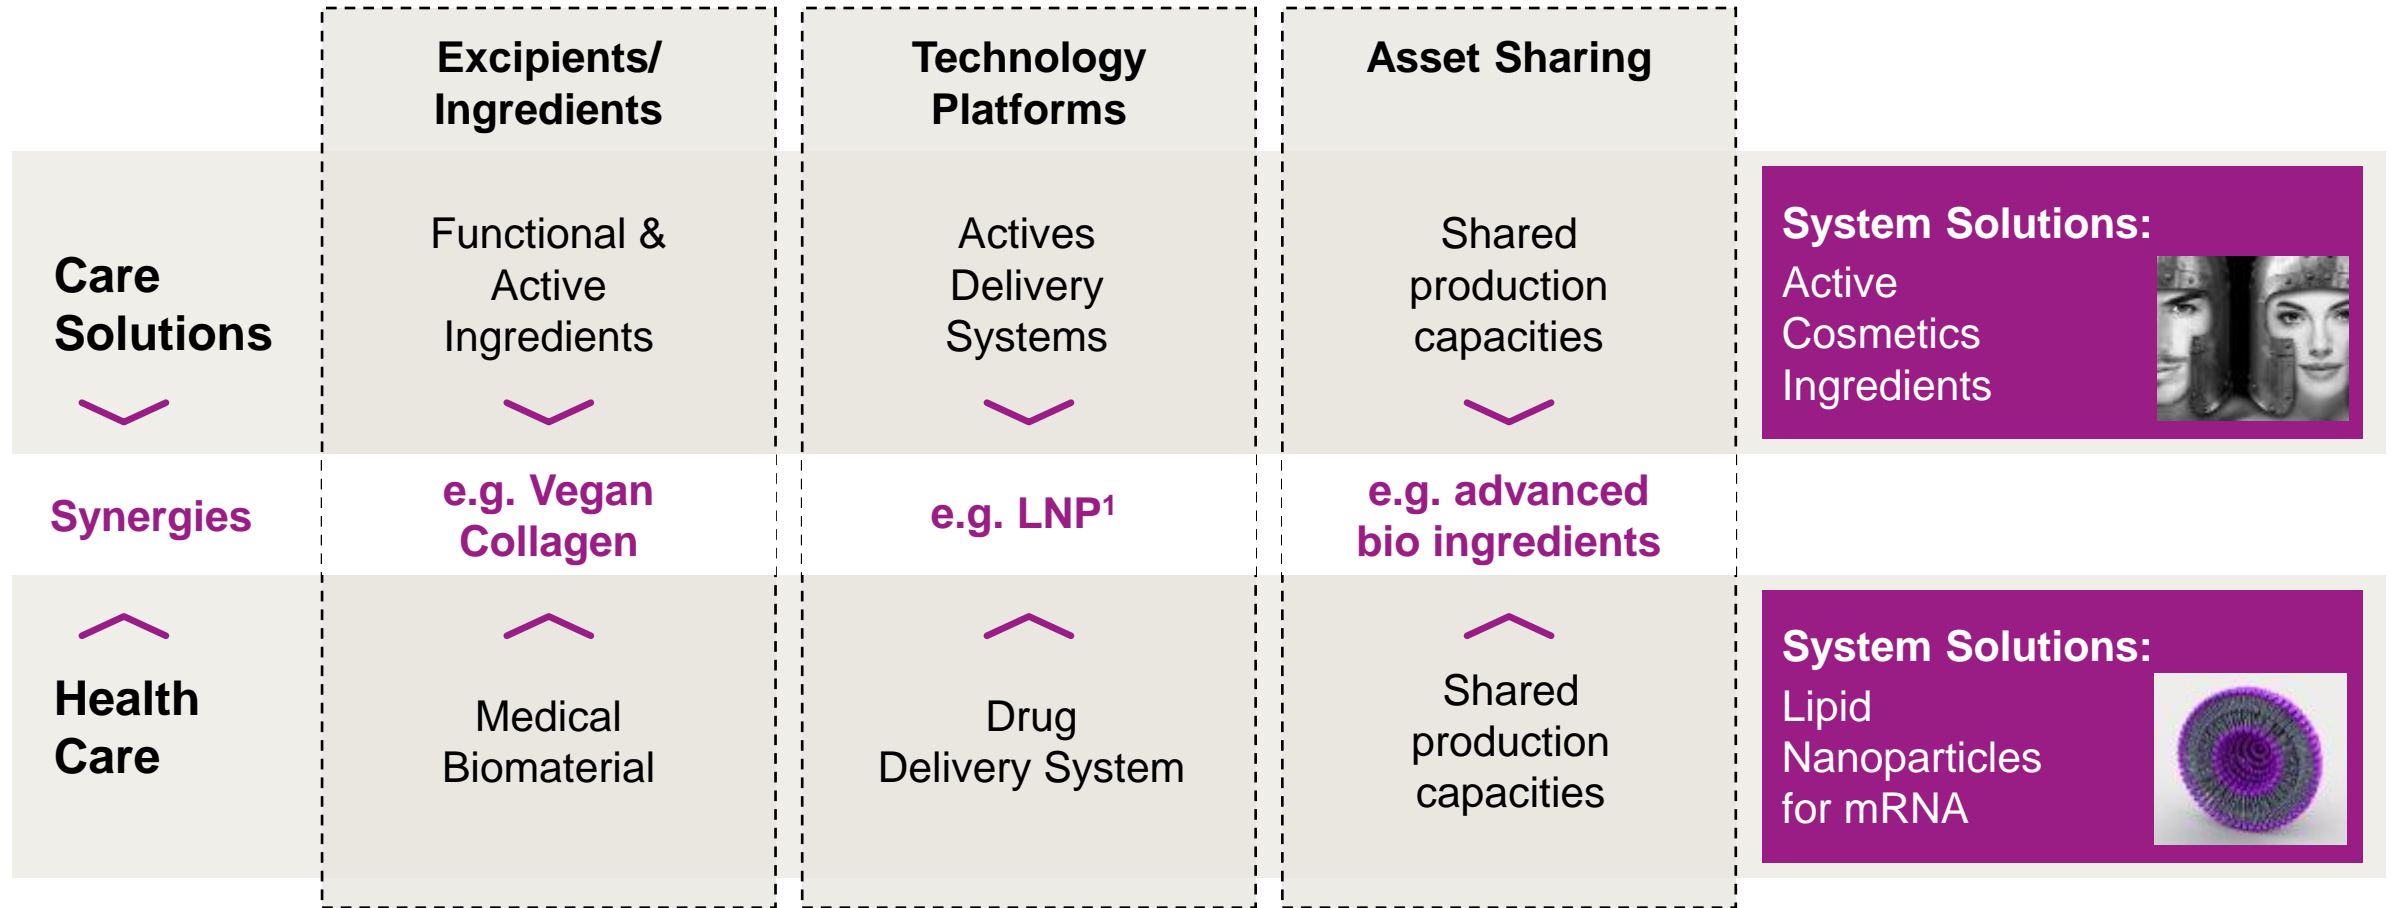 Excipients/
Ingredients
Technology
Platforms
Asset Sharing
Care
Solutions
Functional &
Active
Ingredients
Actives
Delivery
Systems
Shared
production
capacities
System Solutions:
Active
Cosmetics
Ingredients
Synergies
e.g. Vegan
Collagen
e.g. LNP¹
e.g. advanced
bio ingredients
Health
Care
Medical
Biomaterial
Drug
Delivery System
Shared
production
capacities
System Solutions:
Lipid
Nanoparticles
for mRNA